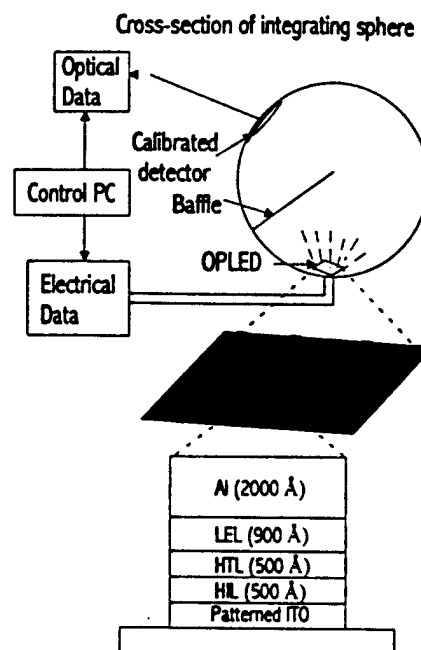 Cross-section of integrating sphere
Optical
Data
Calibrated
detector
Control PC
Baffle
OPLED
Electrical
Data
Al (2000 Å)
LEL (900 Å)
HTL (500 Å)
HIL (500 Å)
Patterned ITO